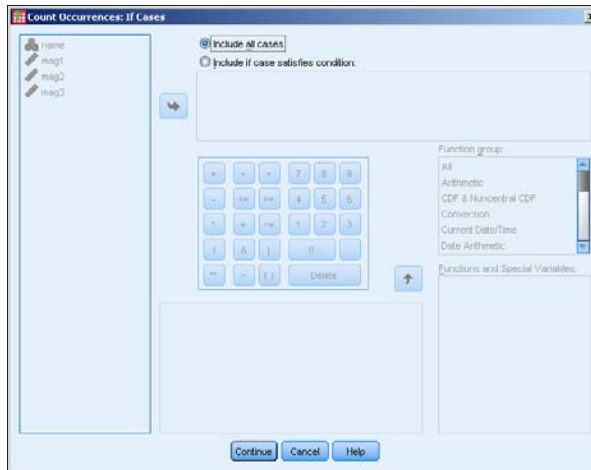 Count Occurrences: If Cases
name
mag1
mag2
mag3
Include all cases
Include if case satisfies condition:
Function group:
All
Arithmetic
CDF & Noncentral CDF
Conversion
Current Date/Time
Date Arithmetic
+ < > 7 8 9
- <= >= 4 5 6
* = ~= 1 2 3
/ & | 0 .
** ~ ( ) Delete
Functions and Special Variables:
Continue Cancel Help